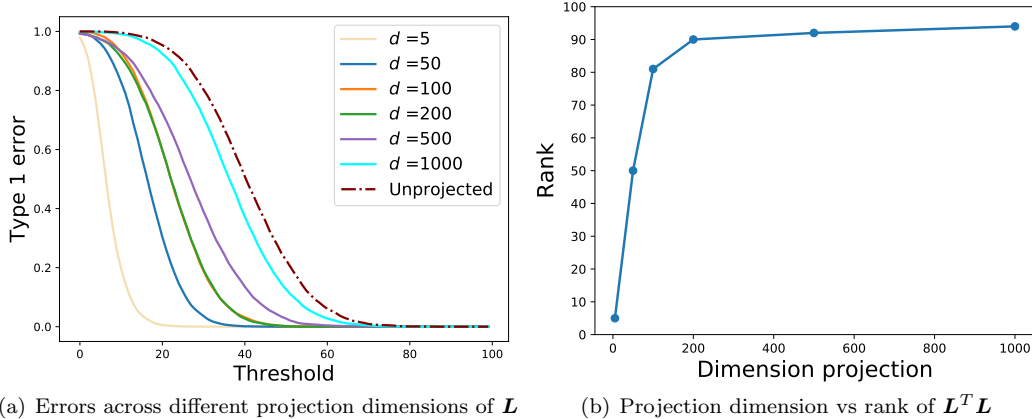 1.0
0.8
0.6
0.4
0.2
0.0
Type 1 error
0 20 40 60 80 100
Threshold
d =5
d =50
d =100
d =200
d =500
d =1000
Unprojected
(a) Errors across different projection dimensions of L
100
90
80
70
60
50
40
30
20
10
0
Rank
0 200 400 600 800 1000
Dimension projection
(b) Projection dimension vs rank of L^T L